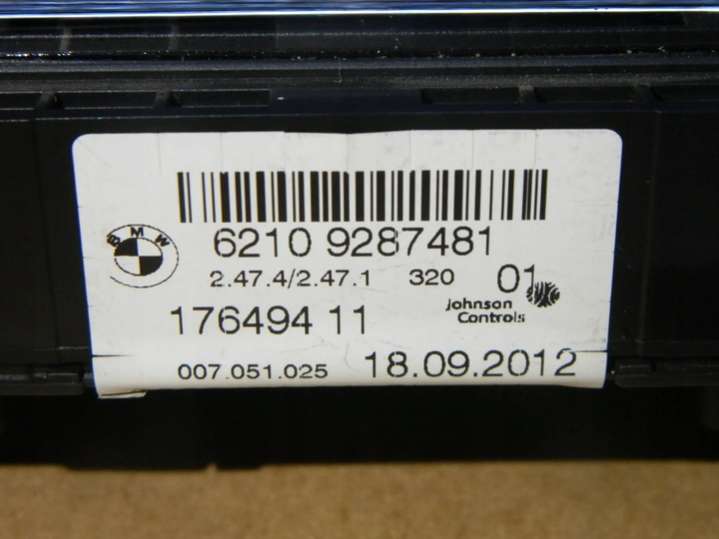 BMW
6210 9287481
2.47.4/2.47.1 320 01
Johnson
Controls
176494 11
007.051.025 18.09.2012